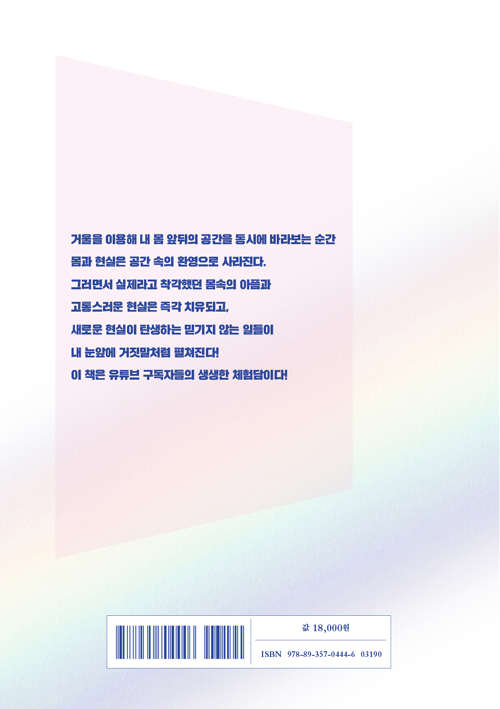 거울을 이용해 내 몸 앞뒤의 공간을 동시에 바라보는 순간
몸과 현실은 공간 속의 환영으로 사라진다.
그러면서 실제라고 착각했던 몸속의 아픔과
고통스러운 현실은 즉각 치유되고,
새로운 현실이 탄생하는 믿기지 않는 일들이
내 눈앞에 거짓말처럼 펼쳐진다!
이 책은 유튜브 구독자들의 생생한 체험담이다!
값 18,000원
ISBN 978-89-357-0444-6 03190